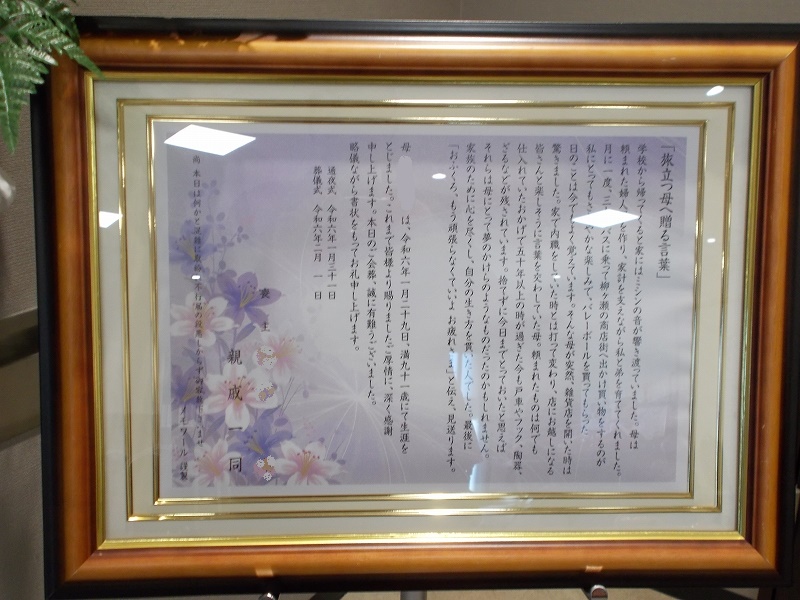 「旅立つ母へ贈る言葉」
学校から帰ってくると家にはミシンの音が響き渡っていました。母は
頼まれた婦人服を作り、家計を支えながら私と弟を育ててくれました。
月に一度、三田 バスに乗って柳ヶ瀬の商店街へ出かけ買い物をするのが
私にとってもささやかな楽しみで、バレーボールを買ってもらった
日のことは今でもよく覚えています。そんな母が突然、雑貨店を開いた時は
驚きました。家で内職をしていた時とは打って変わり、店にお越しになる
皆さんと楽しそうに言葉を交わしていた母。頼まれたものは何でも
仕入れていたおかげで五十年以上の時が過ぎた今も戸車やフック、陶器、
ざるなどが残されています。捨てずに今日までとっておいたと思えば
それらは母にとって夢のかけらのようなものだったのかもしれません。
家族のために心を尽くし、自分の生き方を貫いた人でした。最後に
「おふくろ、もう頑張らなくていいよ お疲れさま」と伝え、見送ります。
母 は、令和六年一月二十九日、満九十一歳にて生涯を
とじました。これまで皆様より賜りましたご厚情に、深く感謝
申し上げます。本日のご会葬、誠に有難うございました。
略儀ながら書状をもってお礼申し上げます。
通夜式 令和六年一月三十一日
葬儀式 令和六年二月 一日
喪主
親戚一同
尚 本日は何かと混雑に取り
謹製